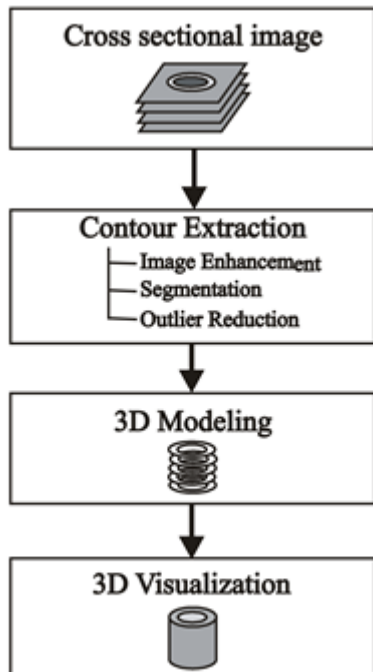 Cross sectional image
Contour Extraction
Image Enhancement
Segmentation
Outlier Reduction
3D Modeling
3D Visualization